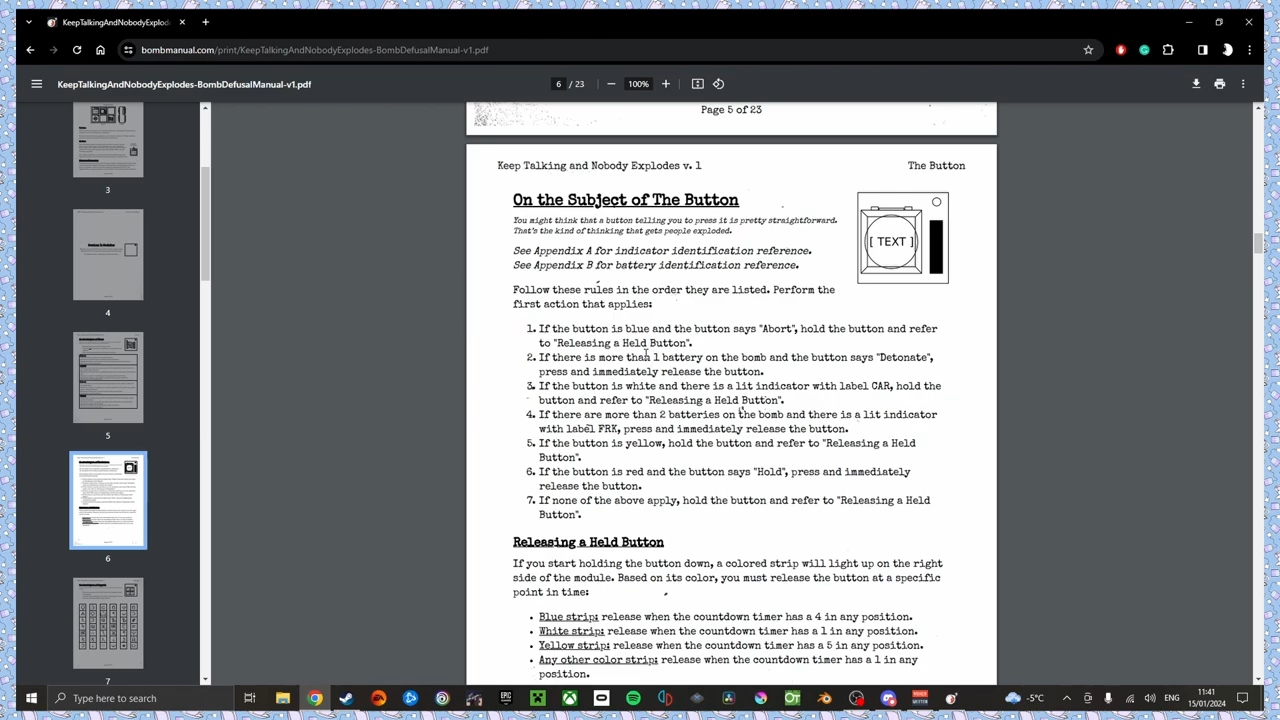 KeepTalkingAndNobodyExplod
bombmanual.com/print/KeepTalkingAndNobodyExplodes-BombDefusalManual-v1.pdf
KeepTalkingAndNobodyExplodes-BombDefusalManual-v1.pdf
6 / 23
100%
Page 5 of 23
Keep Talking and Nobody Explodes v. 1
The Button
On the Subject of The Button
You might think that a button telling you to press it is pretty straightforward.
That's the kind of thinking that gets people exploded.
[ TEXT ]
See Appendix A for indicator identification reference.
See Appendix B for battery identification reference.
Follow these rules in the order they are listed. Perform the
first action that applies:
1. If the button is blue and the button says "Abort", hold the button and refer
to "Releasing a Held Button".
2. If there is more than 1 battery on the bomb and the button says "Detonate",
press and immediately release the button.
3. If the button is white and there is a lit indicator with label CAR, hold the
button and refer to "Releasing a Held Button".
4. If there are more than 2 batteries on the bomb and there is a lit indicator
with label FRK, press and immediately release the button.
5. If the button is yellow, hold the button and refer to "Releasing a Held
Button".
6. If the button is red and the button says "Hold", press and immediately
release the button.
7. If none of the above apply, hold the button and refer to "Releasing a Held
Button".
Releasing a Held Button
If you start holding the button down, a colored strip will light up on the right
side of the module. Based on its color, you must release the button at a specific
point in time:
• Blue strip: release when the countdown timer has a 4 in any position.
• White strip: release when the countdown timer has a 1 in any position.
• Yellow strip: release when the countdown timer has a 5 in any position.
• Any other color strip: release when the countdown timer has a 1 in any
position.
3
4
5
6
7
Type here to search
-5°C
ENG
11:41
15/01/2024